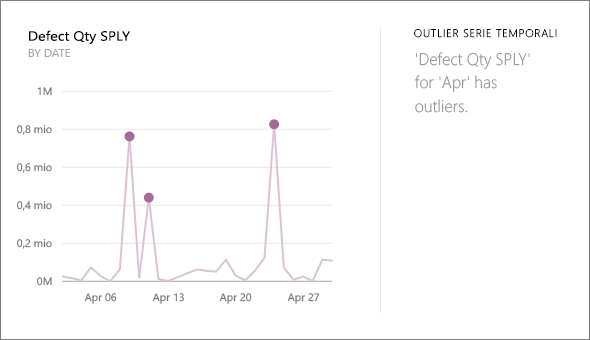 Defect Qty SPLY
BY DATE
1M
0,8 mio
0,6 mio
0,4 mio
0,2 mio
0M
Apr 06
Apr 13
Apr 20
Apr 27
OUTLIER SERIE TEMPORALI
'Defect Qty SPLY'
for 'Apr' has
outliers.